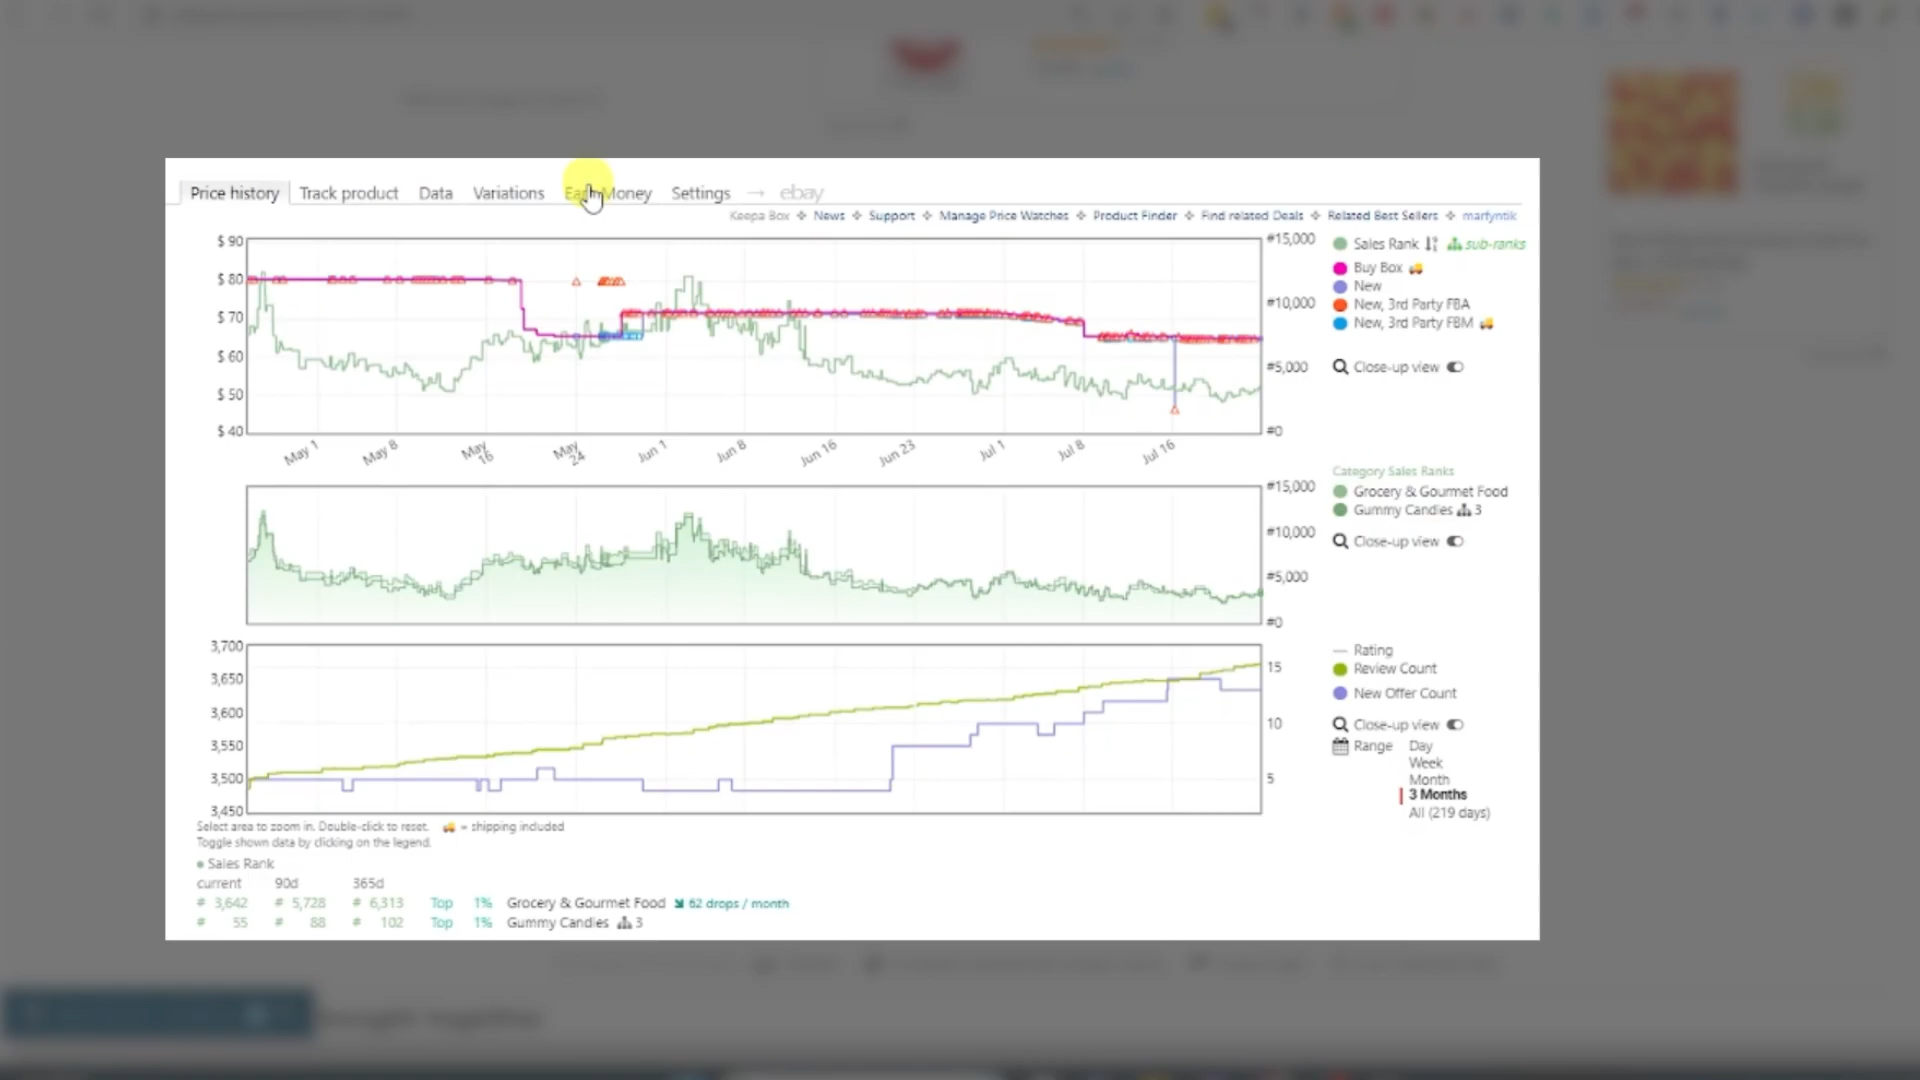 Price history Track product Data Variations Earn Money Settings → ebay
Keepa Box ✧ News ✧ Support ✧ Manage Price Watches ✧ Product Finder ✧ Find related Deals ✧ Related Best Sellers ✧ marfyntik
$ 90
$ 80
$ 70
$ 60
$ 50
$ 40
#15,000
#10,000
#5,000
#0
May 1 May 8 May 16 May 24 Jun 1 Jun 8 Jun 16 Jun 23 Jul 1 Jul 8 Jul 16
Sales Rank sub-ranks
Buy Box
New
New, 3rd Party FBA
New, 3rd Party FBM
Close-up view
#15,000
#10,000
#5,000
#0
Category Sales Ranks
Grocery & Gourmet Food
Gummy Candies 3
Close-up view
3,700
3,650
3,600
3,550
3,500
3,450
15
10
5
Rating
Review Count
New Offer Count
Close-up view
Range Day
Week
Month
3 Months
All (219 days)
Select area to zoom in. Double-click to reset. = shipping included
Toggle shown data by clicking on the legend.
Sales Rank
current 90d 365d
# 3,642 # 5,728 # 6,313 Top 1% Grocery & Gourmet Food 62 drops / month
# 55 # 88 # 102 Top 1% Gummy Candies 3